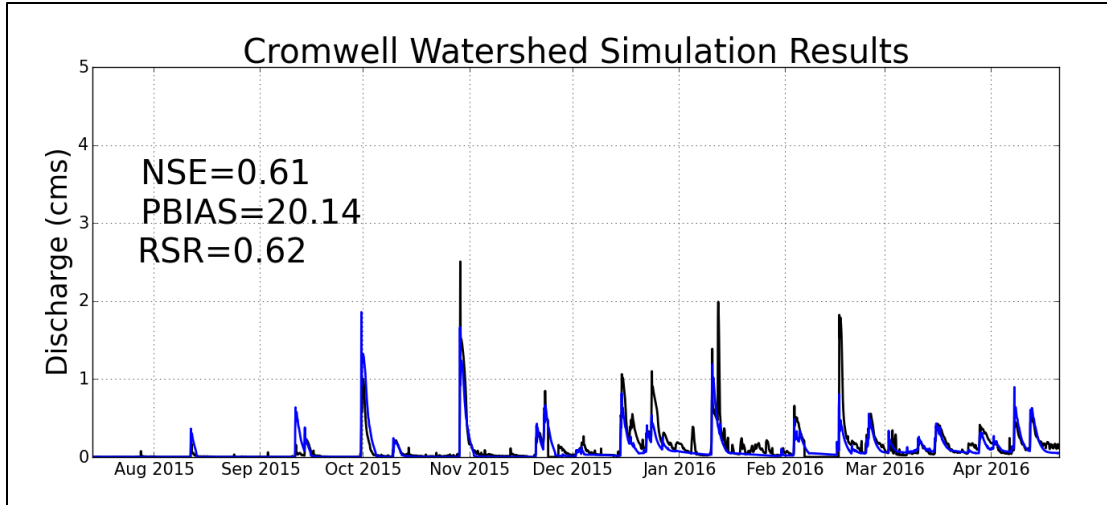 Cromwell Watershed Simulation Results
5
4
3
2
1
0
Discharge (cms)
NSE=0.61
PBIAS=20.14
RSR=0.62
Aug 2015 Sep 2015 Oct 2015 Nov 2015 Dec 2015 Jan 2016 Feb 2016 Mar 2016 Apr 2016